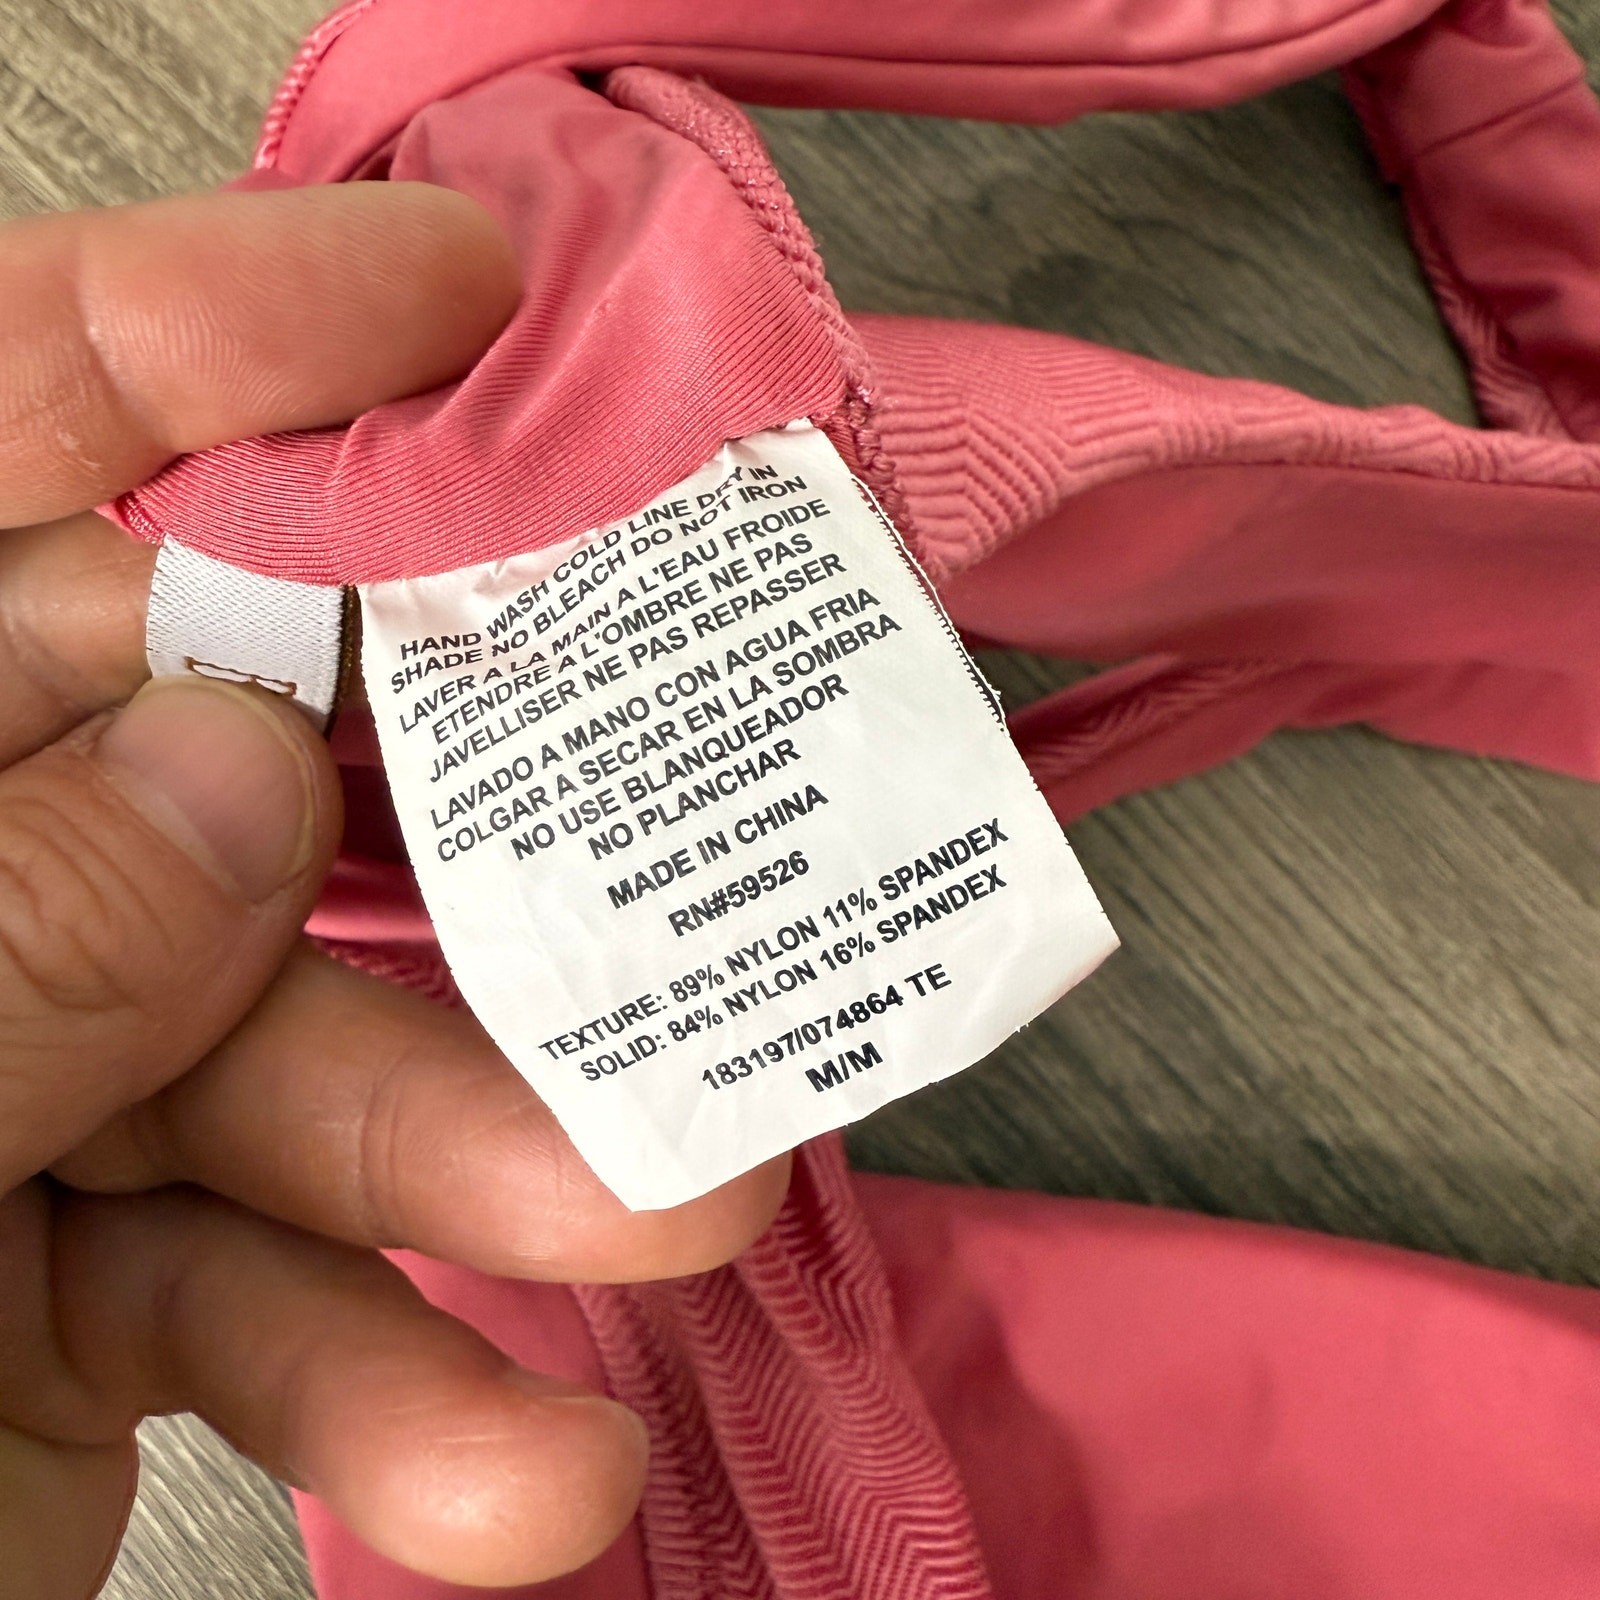 HAND WASH COLD LINE DRY IN
SHADE NO BLEACH DO NOT IRON
LAVER A LA MAIN A L'EAU FROIDE
ETENDRE A L'OMBRE NE PAS
JAVELLISER NE PAS REPASSER
LAVADO A MANO CON AGUA FRIA
COLGAR A SECAR EN LA SOMBRA
NO USE BLANQUEADOR
NO PLANCHAR
MADE IN CHINA
RN#59526
TEXTURE: 89% NYLON 11% SPANDEX
SOLID: 84% NYLON 16% SPANDEX
183197/074864 TE
M/M